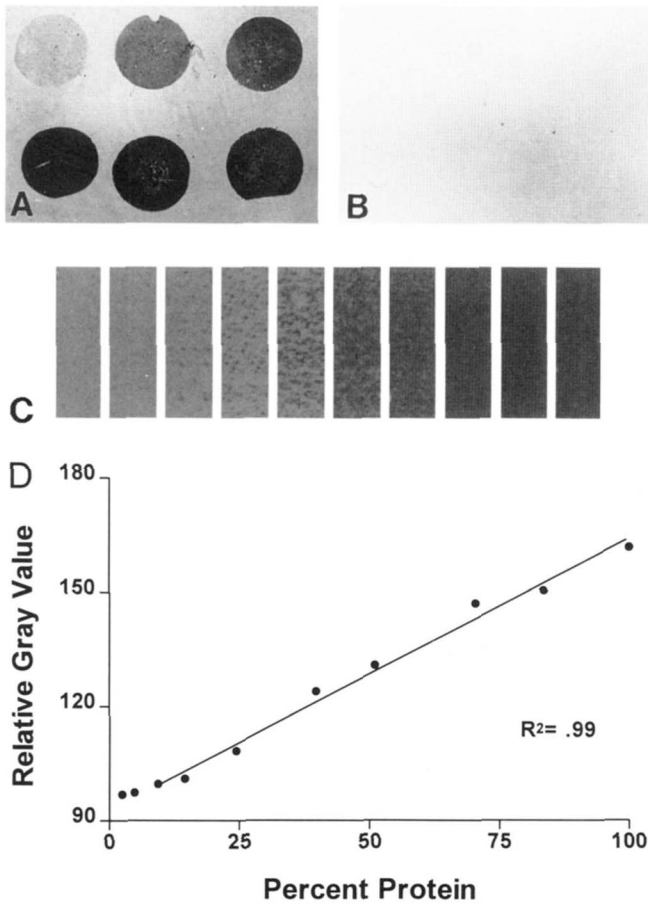 A
B
C
D
180
150
120
90
0
25
50
75
100
Relative Gray Value
R2= .99
Percent Protein